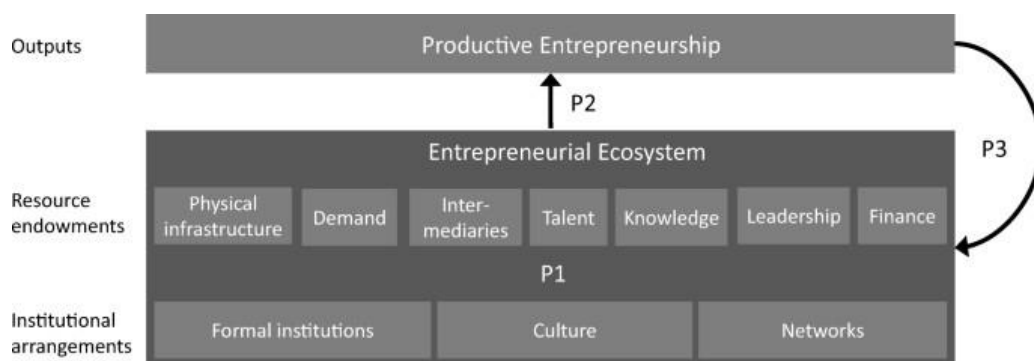 Outputs
Productive Entrepreneurship
P2
P3
Entrepreneurial Ecosystem
Resource
endowments
Physical
infrastructure
Demand
Inter-
mediaries
Talent
Knowledge
Leadership
Finance
P1
Institutional
arrangements
Formal institutions
Culture
Networks